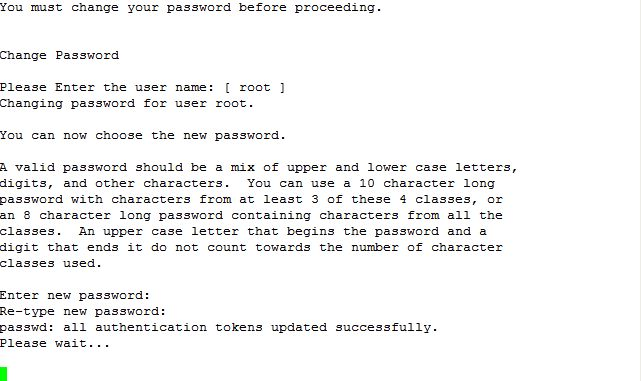 You must change your password before proceeding.
Change Password
Please Enter the user name: [ root ]
Changing password for user root.
You can now choose the new password.
A valid password should be a mix of upper and lower case letters,
digits, and other characters.  You can use a 10 character long
password with characters from at least 3 of these 4 classes, or
an 8 character long password containing characters from all the
classes.  An upper case letter that begins the password and a
digit that ends it do not count towards the number of character
classes used.
Enter new password:
Re-type new password:
passwd: all authentication tokens updated successfully.
Please wait...